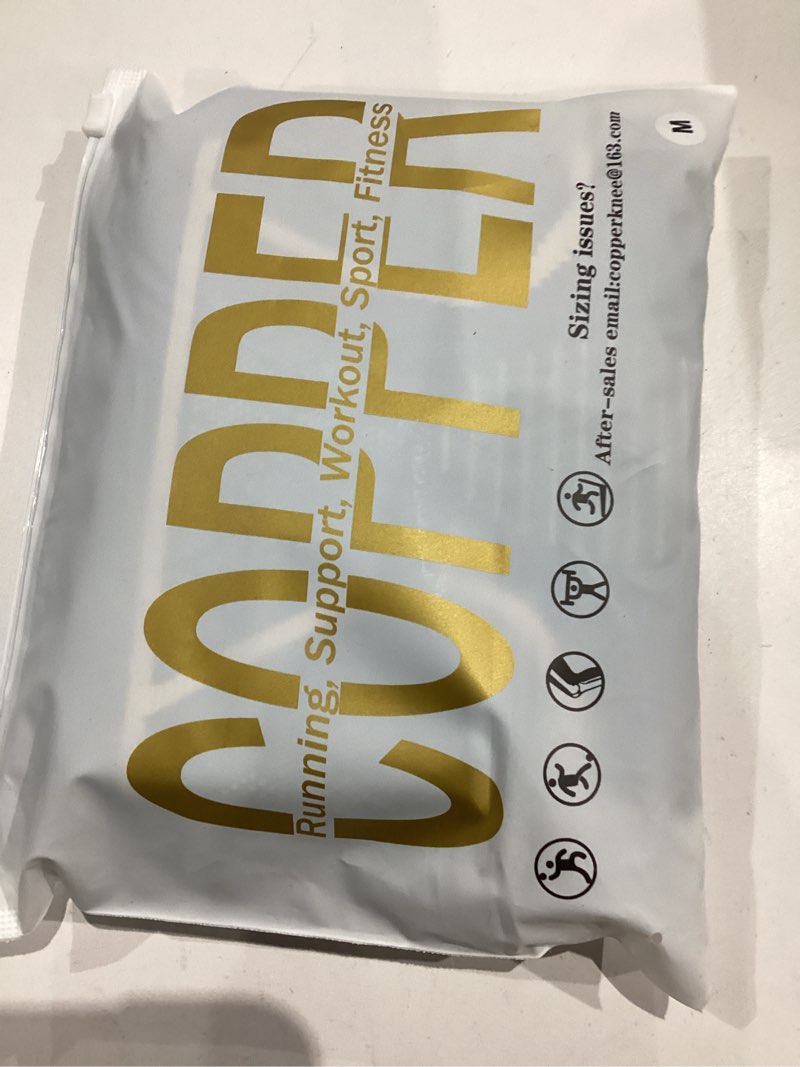 COPPER
Running, Support, Workout, Sport, Fitness
Sizing issues?
After-sales email:copperknee@163.com
M